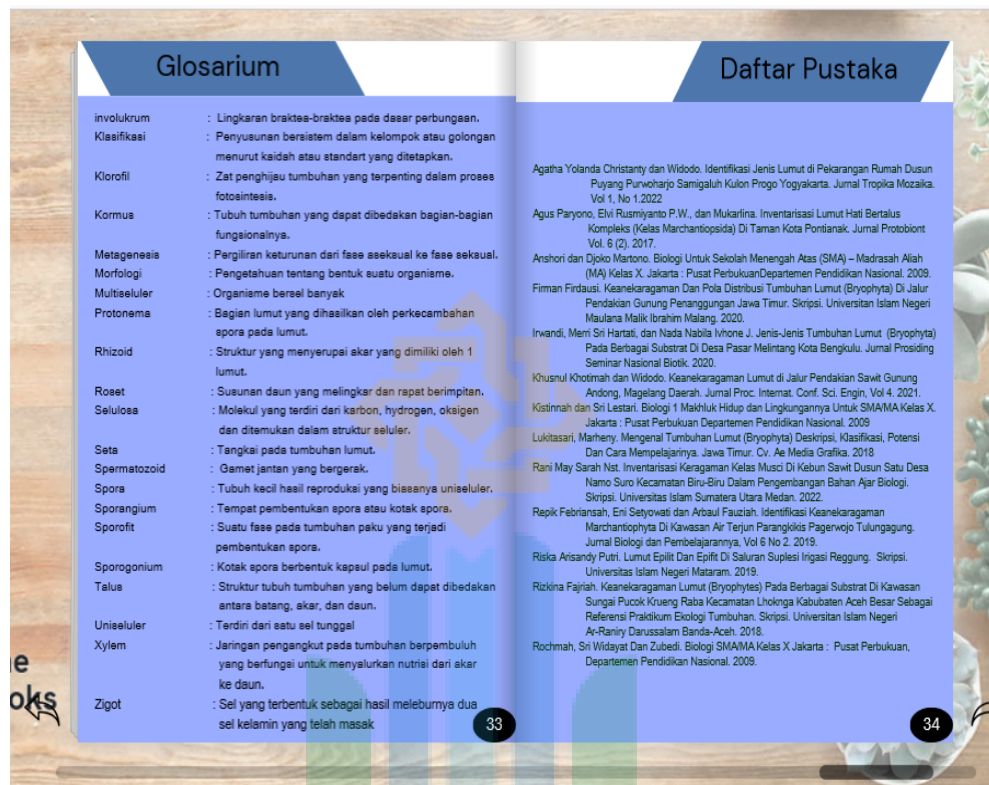 Glosarium
involukrum : Lingkaran braktea-braktea pada dasar perbungaan.
Klasifikasi : Penyusunan bersistem dalam kelompok atau golongan
menurut kaidah atau standart yang ditetapkan.
Klorofil : Zat penghijau tumbuhan yang terpenting dalam proses
fotosintesis.
Kormus : Tubuh tumbuhan yang dapat dibedakan bagian-bagian
fungsionalnya.
Metagenesis : Pergiliran keturunan dari fase aseksual ke fase seksual.
Morfologi : Pengetahuan tentang bentuk suatu organisme.
Multiseluler : Organisme bersel banyak
Protonema : Bagian lumut yang dihasilkan oleh perkecambahan
spora pada lumut.
Rhizoid : Struktur yang menyerupai akar yang dimiliki oleh 1
lumut.
Roset : Susunan daun yang melingkar dan rapat berimpitan.
Selulosa : Molekul yang terdiri dari karbon, hydrogen, oksigen
dan ditemukan dalam struktur seluler.
Seta : Tangkai pada tumbuhan lumut.
Spermatozoid : Gamet jantan yang bergerak.
Spora : Tubuh kecil hasil reproduksi yang biasanya uniseluler.
Sporangium : Tempat pembentukan spora atau kotak spora.
Sporofit : Suatu fase pada tumbuhan paku yang terjadi
pembentukan spora.
Sporogonium : Kotak spora berbentuk kapsul pada lumut.
Talus : Struktur tubuh tumbuhan yang belum dapat dibedakan
antara batang, akar, dan daun.
Uniseluler : Terdiri dari satu sel tunggal
Xylem : Jaringan pengangkut pada tumbuhan berpembuluh
yang berfungsi untuk menyalurkan nutrisi dari akar
ke daun.
Zigot : Sel yang terbentuk sebagai hasil meleburnya dua
sel kelamin yang telah masak
33
Daftar Pustaka
Agatha Yolanda Christanty dan Widodo. Identifikasi Jenis Lumut di Pekarangan Rumah Dusun
Puyang Purwoharjo Samigaluh Kulon Progo Yogyakarta. Jurnal Tropika Mozaika.
Vol 1, No 1.2022
Agus Paryono, Elvi Rusmiyanto P.W., dan Mukarlina. Inventarisasi Lumut Hati Bertalus
Kompleks (Kelas Marchantiopsida) Di Taman Kota Pontianak. Jurnal Protobiont
Vol. 6 (2). 2017.
Anshori dan Djoko Martono. Biologi Untuk Sekolah Menengah Atas (SMA) – Madrasah Aliah
(MA) Kelas X. Jakarta : Pusat PerbukuanDepartemen Pendidikan Nasional. 2009.
Firman Firdausi. Keanekaragaman Dan Pola Distribusi Tumbuhan Lumut (Bryophyta) Di Jalur
Pendakian Gunung Penanggungan Jawa Timur. Skripsi. Universitan Islam Negeri
Maulana Malik Ibrahim Malang. 2020.
Irwandi, Merri Sri Hartati, dan Nada Nabila Ivhone J. Jenis-Jenis Tumbuhan Lumut (Bryophyta)
Pada Berbagai Substrat Di Desa Pasar Melintang Kota Bengkulu. Jurnal Prosiding
Seminar Nasional Biotik. 2020.
Khusnul Khotimah dan Widodo. Keanekaragaman Lumut di Jalur Pendakian Sawit Gunung
Andong, Magelang Daerah. Jurnal Proc. Internat. Conf. Sci. Engin, Vol 4. 2021.
Kistinnah dan Sri Lestari. Biologi 1 Makhluk Hidup dan Lingkungannya Untuk SMA/MA Kelas X.
Jakarta : Pusat Perbukuan Departemen Pendidikan Nasional. 2009
Lukitasari, Marheny. Mengenal Tumbuhan Lumut (Bryophyta) Deskripsi, Klasifikasi, Potensi
Dan Cara Mempelajarinya. Jawa Timur. Cv. Ae Media Grafika. 2018
Rani May Sarah Nst. Inventarisasi Keragaman Kelas Musci Di Kebun Sawit Dusun Satu Desa
Namo Suro Kecamatan Biru-Biru Dalam Pengembangan Bahan Ajar Biologi.
Skripsi. Universitas Islam Sumatera Utara Medan. 2022.
Repik Febriansah, Eni Setyowati dan Arbaul Fauziah. Identifikasi Keanekaragaman
Marchantiophyta Di Kawasan Air Terjun Parangkikis Pagerwojo Tulungagung.
Jurnal Biologi dan Pembelajarannya, Vol 6 No 2. 2019.
Riska Arisandy Putri. Lumut Epilit Dan Epifit Di Saluran Suplesi Irigasi Reggung. Skripsi.
Universitas Islam Negeri Mataram. 2019.
Rizkina Fajriah. Keanekaragaman Lumut (Bryophytes) Pada Berbagai Substrat Di Kawasan
Sungai Pucok Krueng Raba Kecamatan Lhoknga Kabubaten Aceh Besar Sebagai
Referensi Praktikum Ekologi Tumbuhan. Skripsi. Universitan Islam Negeri
Ar-Raniry Darussalam Banda-Aceh. 2018.
Rochmah, Sri Widayat Dan Zubedi. Biologi SMA/MA Kelas X Jakarta : Pusat Perbukuan,
Departemen Pendidikan Nasional. 2009.
34